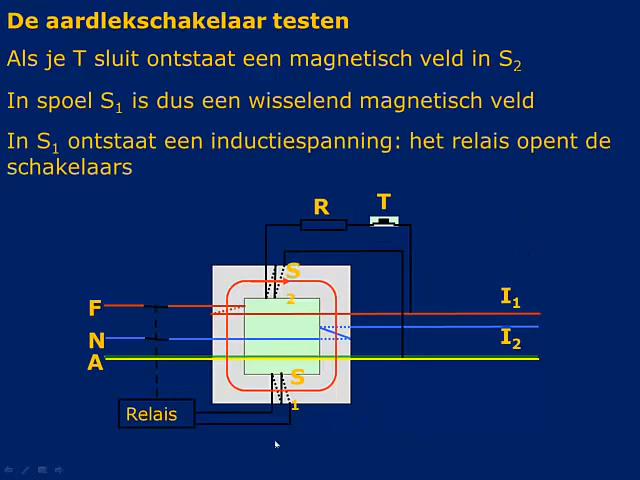 De aardlekschakelaar testen
Als je T sluit ontstaat een magnetisch veld in S2
In spoel S1 is dus een wisselend magnetisch veld
In S1 ontstaat een inductiespanning: het relais opent de
schakelaars
R
T
S2
F
I1
N
I2
A
S1
Relais